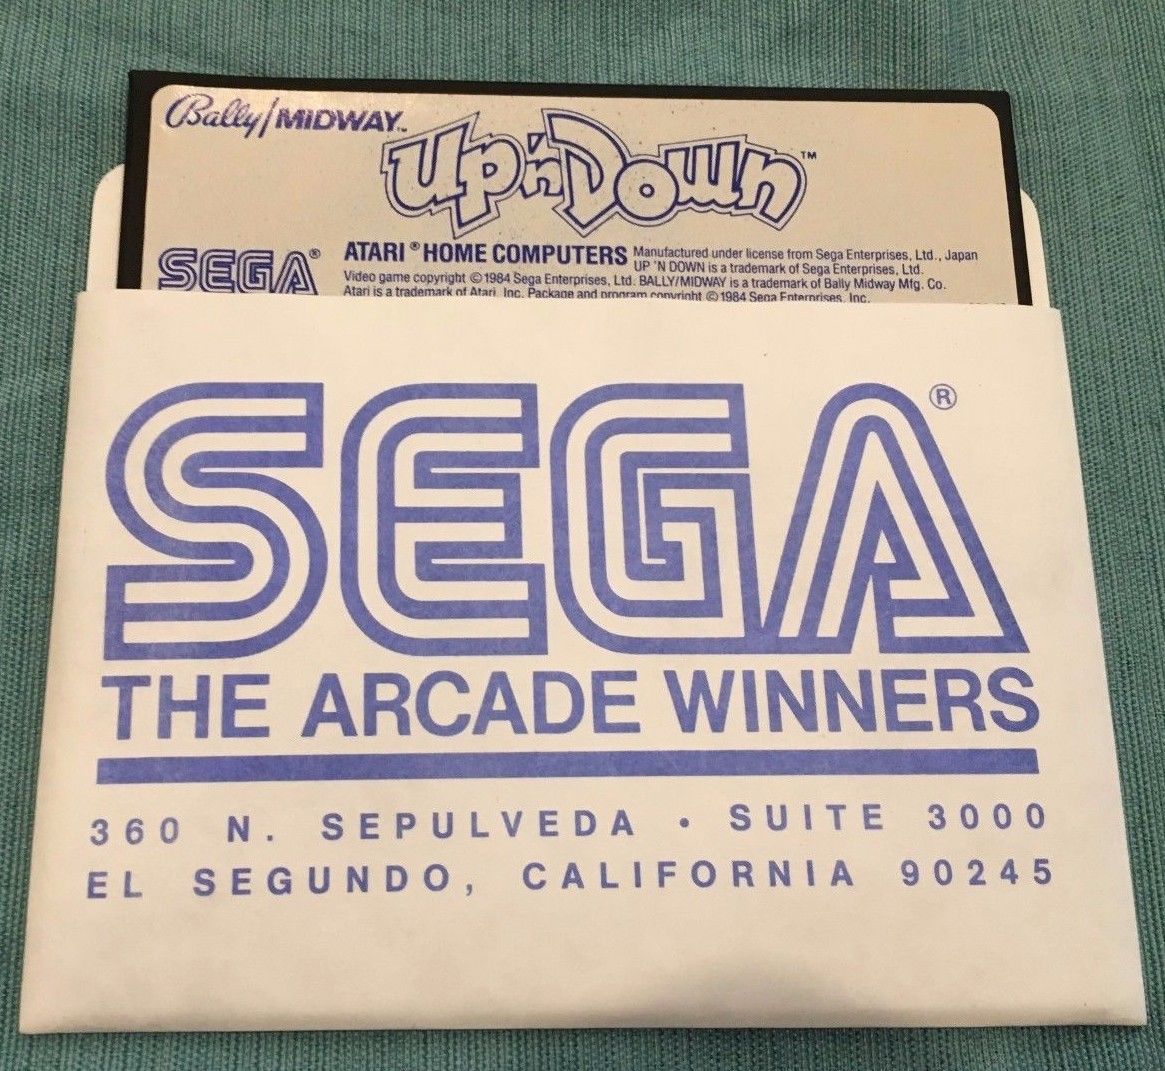 Bally/MIDWAY™
Up'n Down™
SEGA®
ATARI® HOME COMPUTERS
Manufactured under license from Sega Enterprises, Ltd., Japan
UP 'N DOWN is a trademark of Sega Enterprises, Ltd.
Video game copyright ©1984 Sega Enterprises, Ltd. BALLY/MIDWAY is a trademark of Bally Midway Mfg. Co.
Atari is a trademark of Atari, Inc. Package and program copyright ©1984 Sega Enterprises, Inc.
SEGA®
THE ARCADE WINNERS
360 N. SEPULVEDA • SUITE 3000
EL SEGUNDO, CALIFORNIA 90245